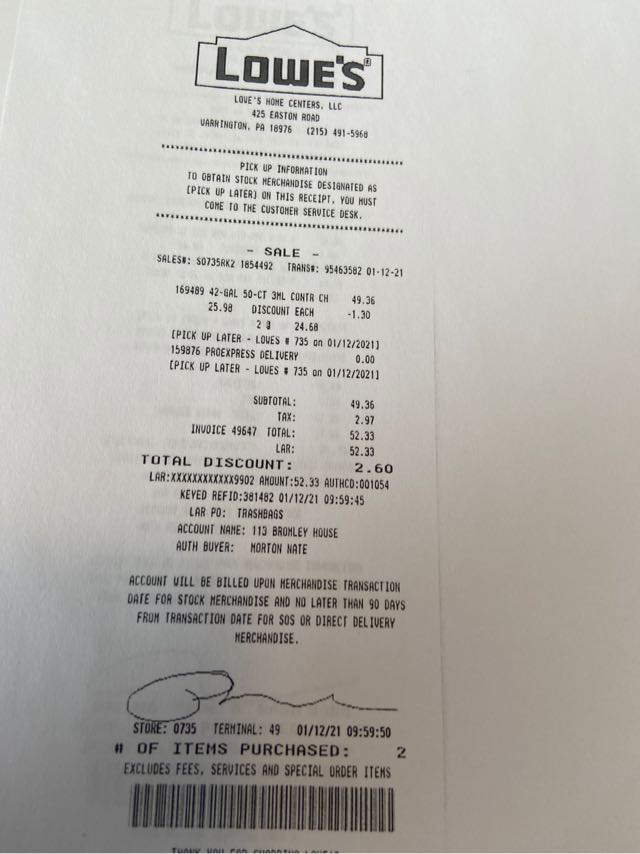 LOWE'S®
LOWE'S HOME CENTERS, LLC
425 EASTON ROAD
WARRINGTON, PA 18976 (215) 491-5968
PICK UP INFORMATION
TO OBTAIN STOCK MERCHANDISE DESIGNATED AS
[PICK UP LATER] ON THIS RECEIPT, YOU MUST
COME TO THE CUSTOMER SERVICE DESK.
- SALE -
SALES#: S0735RK2 1854492 TRANS#: 95463582 01-12-21
169489 42-GAL 50-CT 3ML CONTR CH 49.36
25.98 DISCOUNT EACH -1.30
2 @ 24.68
[PICK UP LATER - LOWES # 735 on 01/12/2021]
159876 PROEXPRESS DELIVERY 0.00
[PICK UP LATER - LOWES # 735 on 01/12/2021]
SUBTOTAL: 49.36
TAX: 2.97
INVOICE 49647 TOTAL: 52.33
LAR: 52.33
TOTAL DISCOUNT: 2.60
LAR:XXXXXXXXXXXX9902 AMOUNT:52.33 AUTHCD:001054
KEYED REFID:381482 01/12/21 09:59:45
LAR PO: TRASHBAGS
ACCOUNT NAME: 113 BROMLEY HOUSE
AUTH BUYER: MORTON NATE
ACCOUNT WILL BE BILLED UPON MERCHANDISE TRANSACTION
DATE FOR STOCK MERCHANDISE AND NO LATER THAN 90 DAYS
FROM TRANSACTION DATE FOR SOS OR DIRECT DELIVERY
MERCHANDISE.
STORE: 0735 TERMINAL: 49 01/12/21 09:59:50
# OF ITEMS PURCHASED: 2
EXCLUDES FEES, SERVICES AND SPECIAL ORDER ITEMS